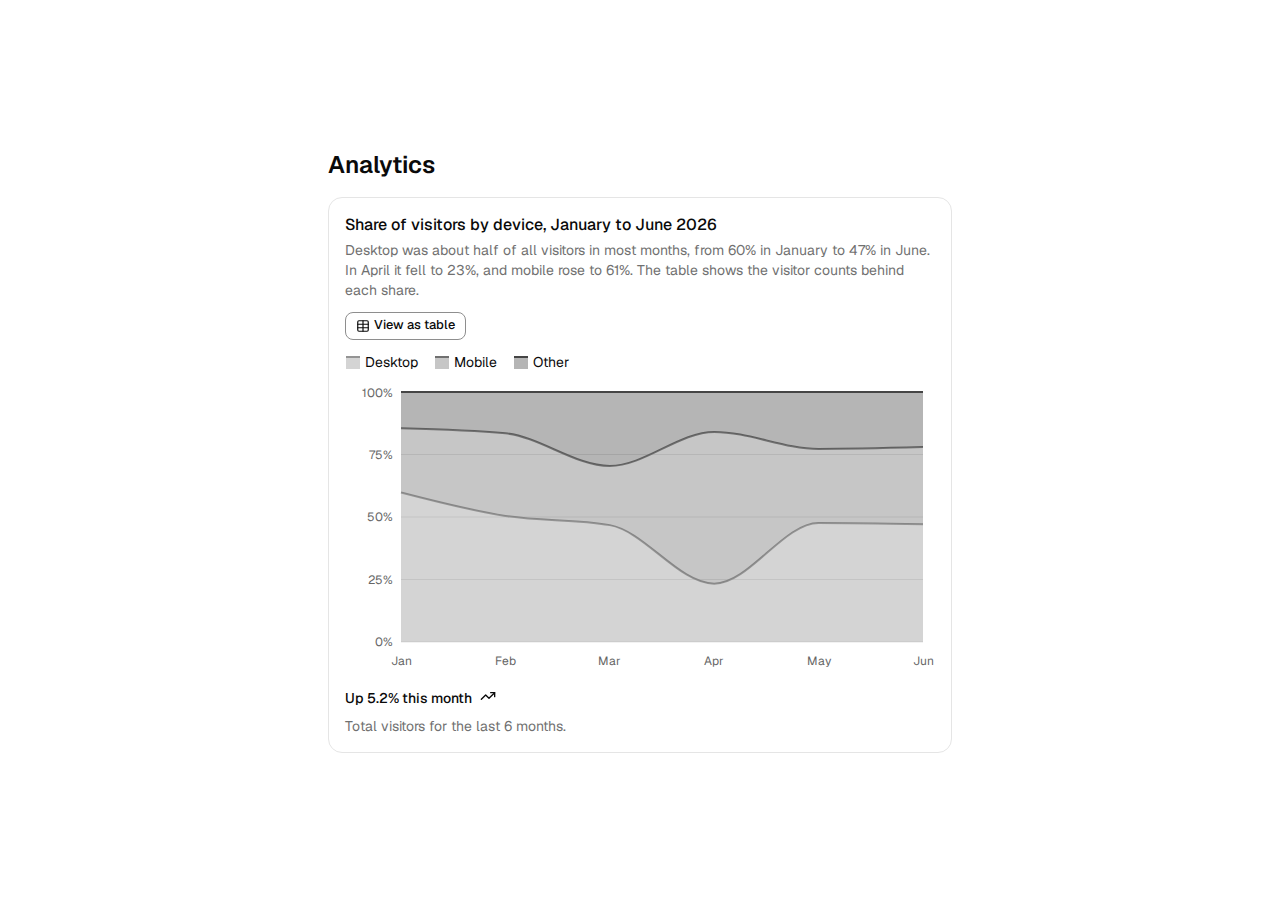 Analytics
Share of visitors by device, January to June 2026
Desktop was about half of all visitors in most months, from 60% in January to 47% in June.
In April it fell to 23%, and mobile rose to 61%. The table shows the visitor counts behind
each share.
View as table
Desktop Mobile Other
100%
75%
50%
25%
0%
Jan Feb Mar Apr May Jun
Up 5.2% this month
Total visitors for the last 6 months.